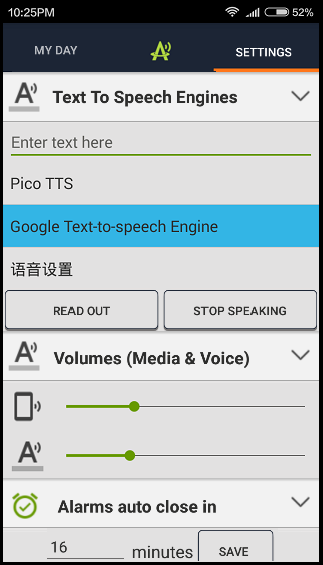 10:25PM 52%
MY DAY SETTINGS
Text To Speech Engines
Enter text here
Pico TTS
Google Text-to-speech Engine
语音设置
READ OUT STOP SPEAKING
Volumes (Media & Voice)
Alarms auto close in
16 minutes SAVE